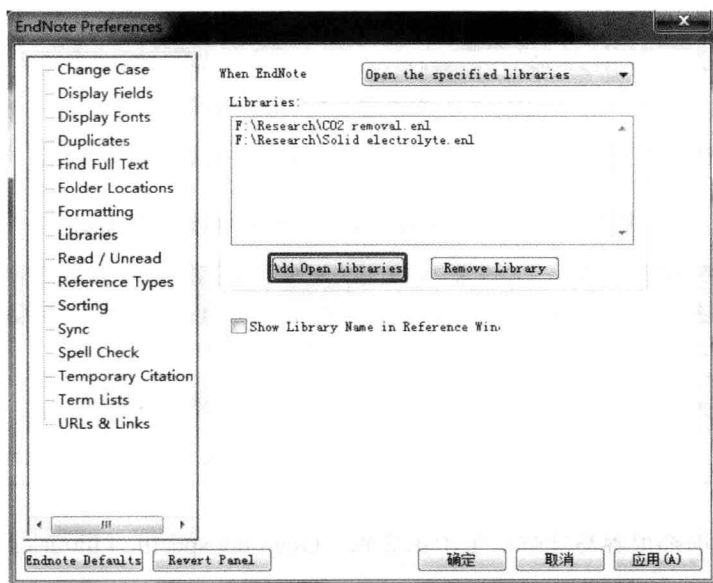 EndNote Preferences
Change Case
Display Fields
Display Fonts
Duplicates
Find Full Text
Folder Locations
Formatting
Libraries
Read / Unread
Reference Types
Sorting
Sync
Spell Check
Temporary Citation
Term Lists
URLs & Links
When EndNote
Open the specified libraries
Libraries:
F:\Research\CO2 removal.enl
F:\Research\Solid electrolyte.enl
Add Open Libraries
Remove Library
Show Library Name in Reference Win
Endnote Defaults
Revert Panel
确定
取消
应用(A)